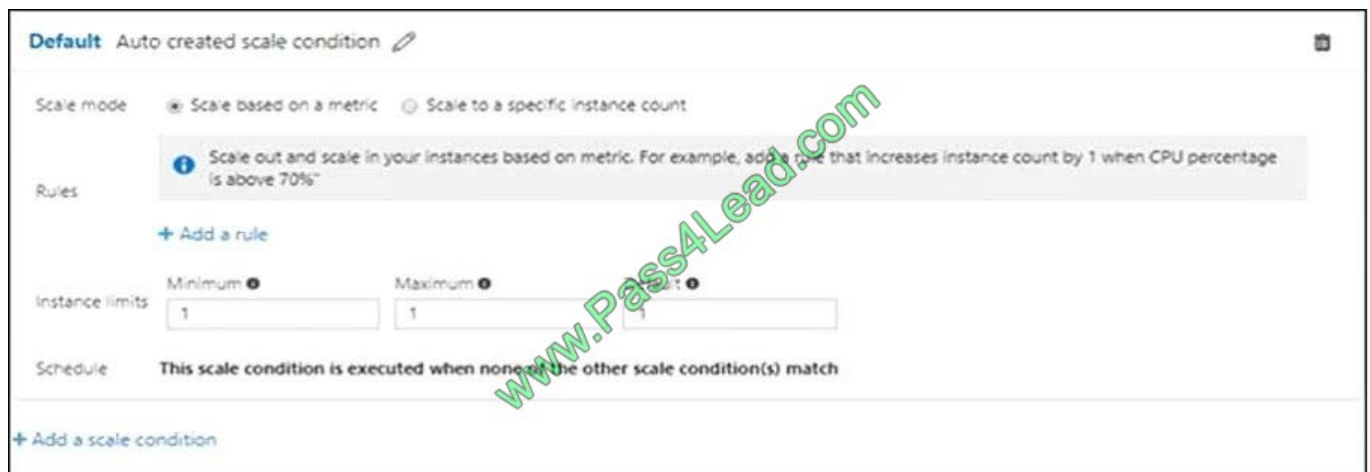 Default Auto created scale condition
Scale mode Scale based on a metric Scale to a specific instance count
Rules
Scale out and scale in your instances based on metric. For example, add a rule that increases instance count by 1 when CPU percentage
is above 70%"
+ Add a rule
Instance limits
Minimum Maximum Default
1 1 1
Schedule This scale condition is executed when none of the other scale condition(s) match
+ Add a scale condition
www.Pass4Lead.com